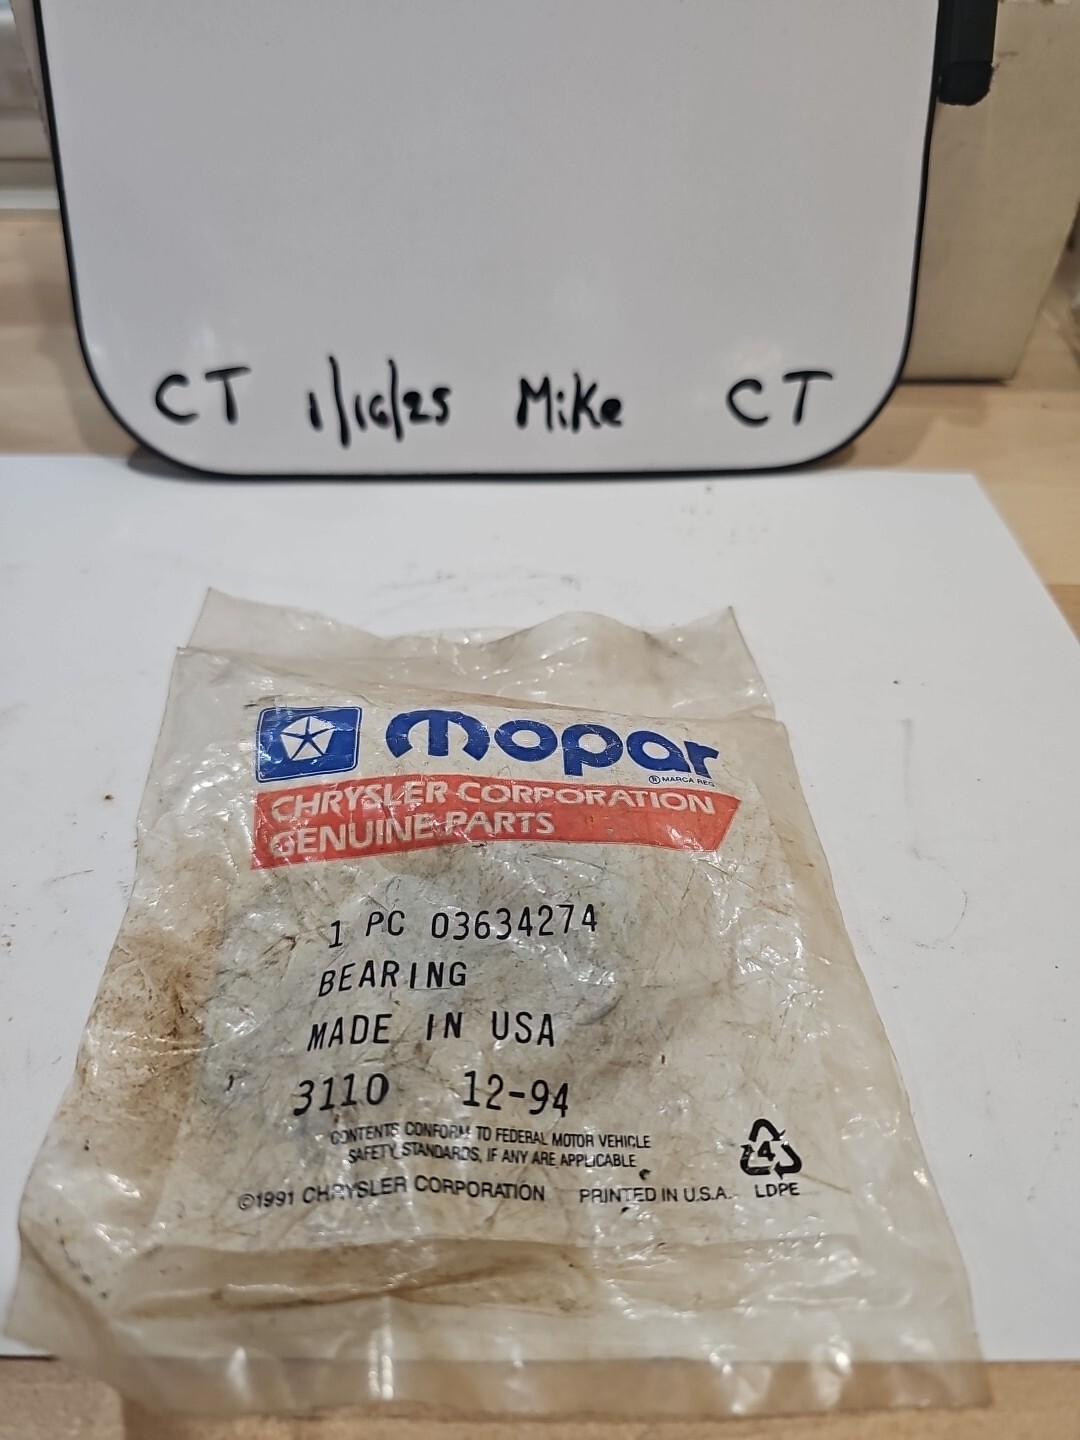 CT 1/16/25 Mike CT
mopar
® MARCA REG
CHRYSLER CORPORATION
GENUINE PARTS
1 PC 03634274
BEARING
MADE IN USA
3110 12-94
CONTENTS CONFORM TO FEDERAL MOTOR VEHICLE
SAFETY STANDARDS, IF ANY ARE APPLICABLE
©1991 CHRYSLER CORPORATION PRINTED IN U.S.A.
4
LDPE